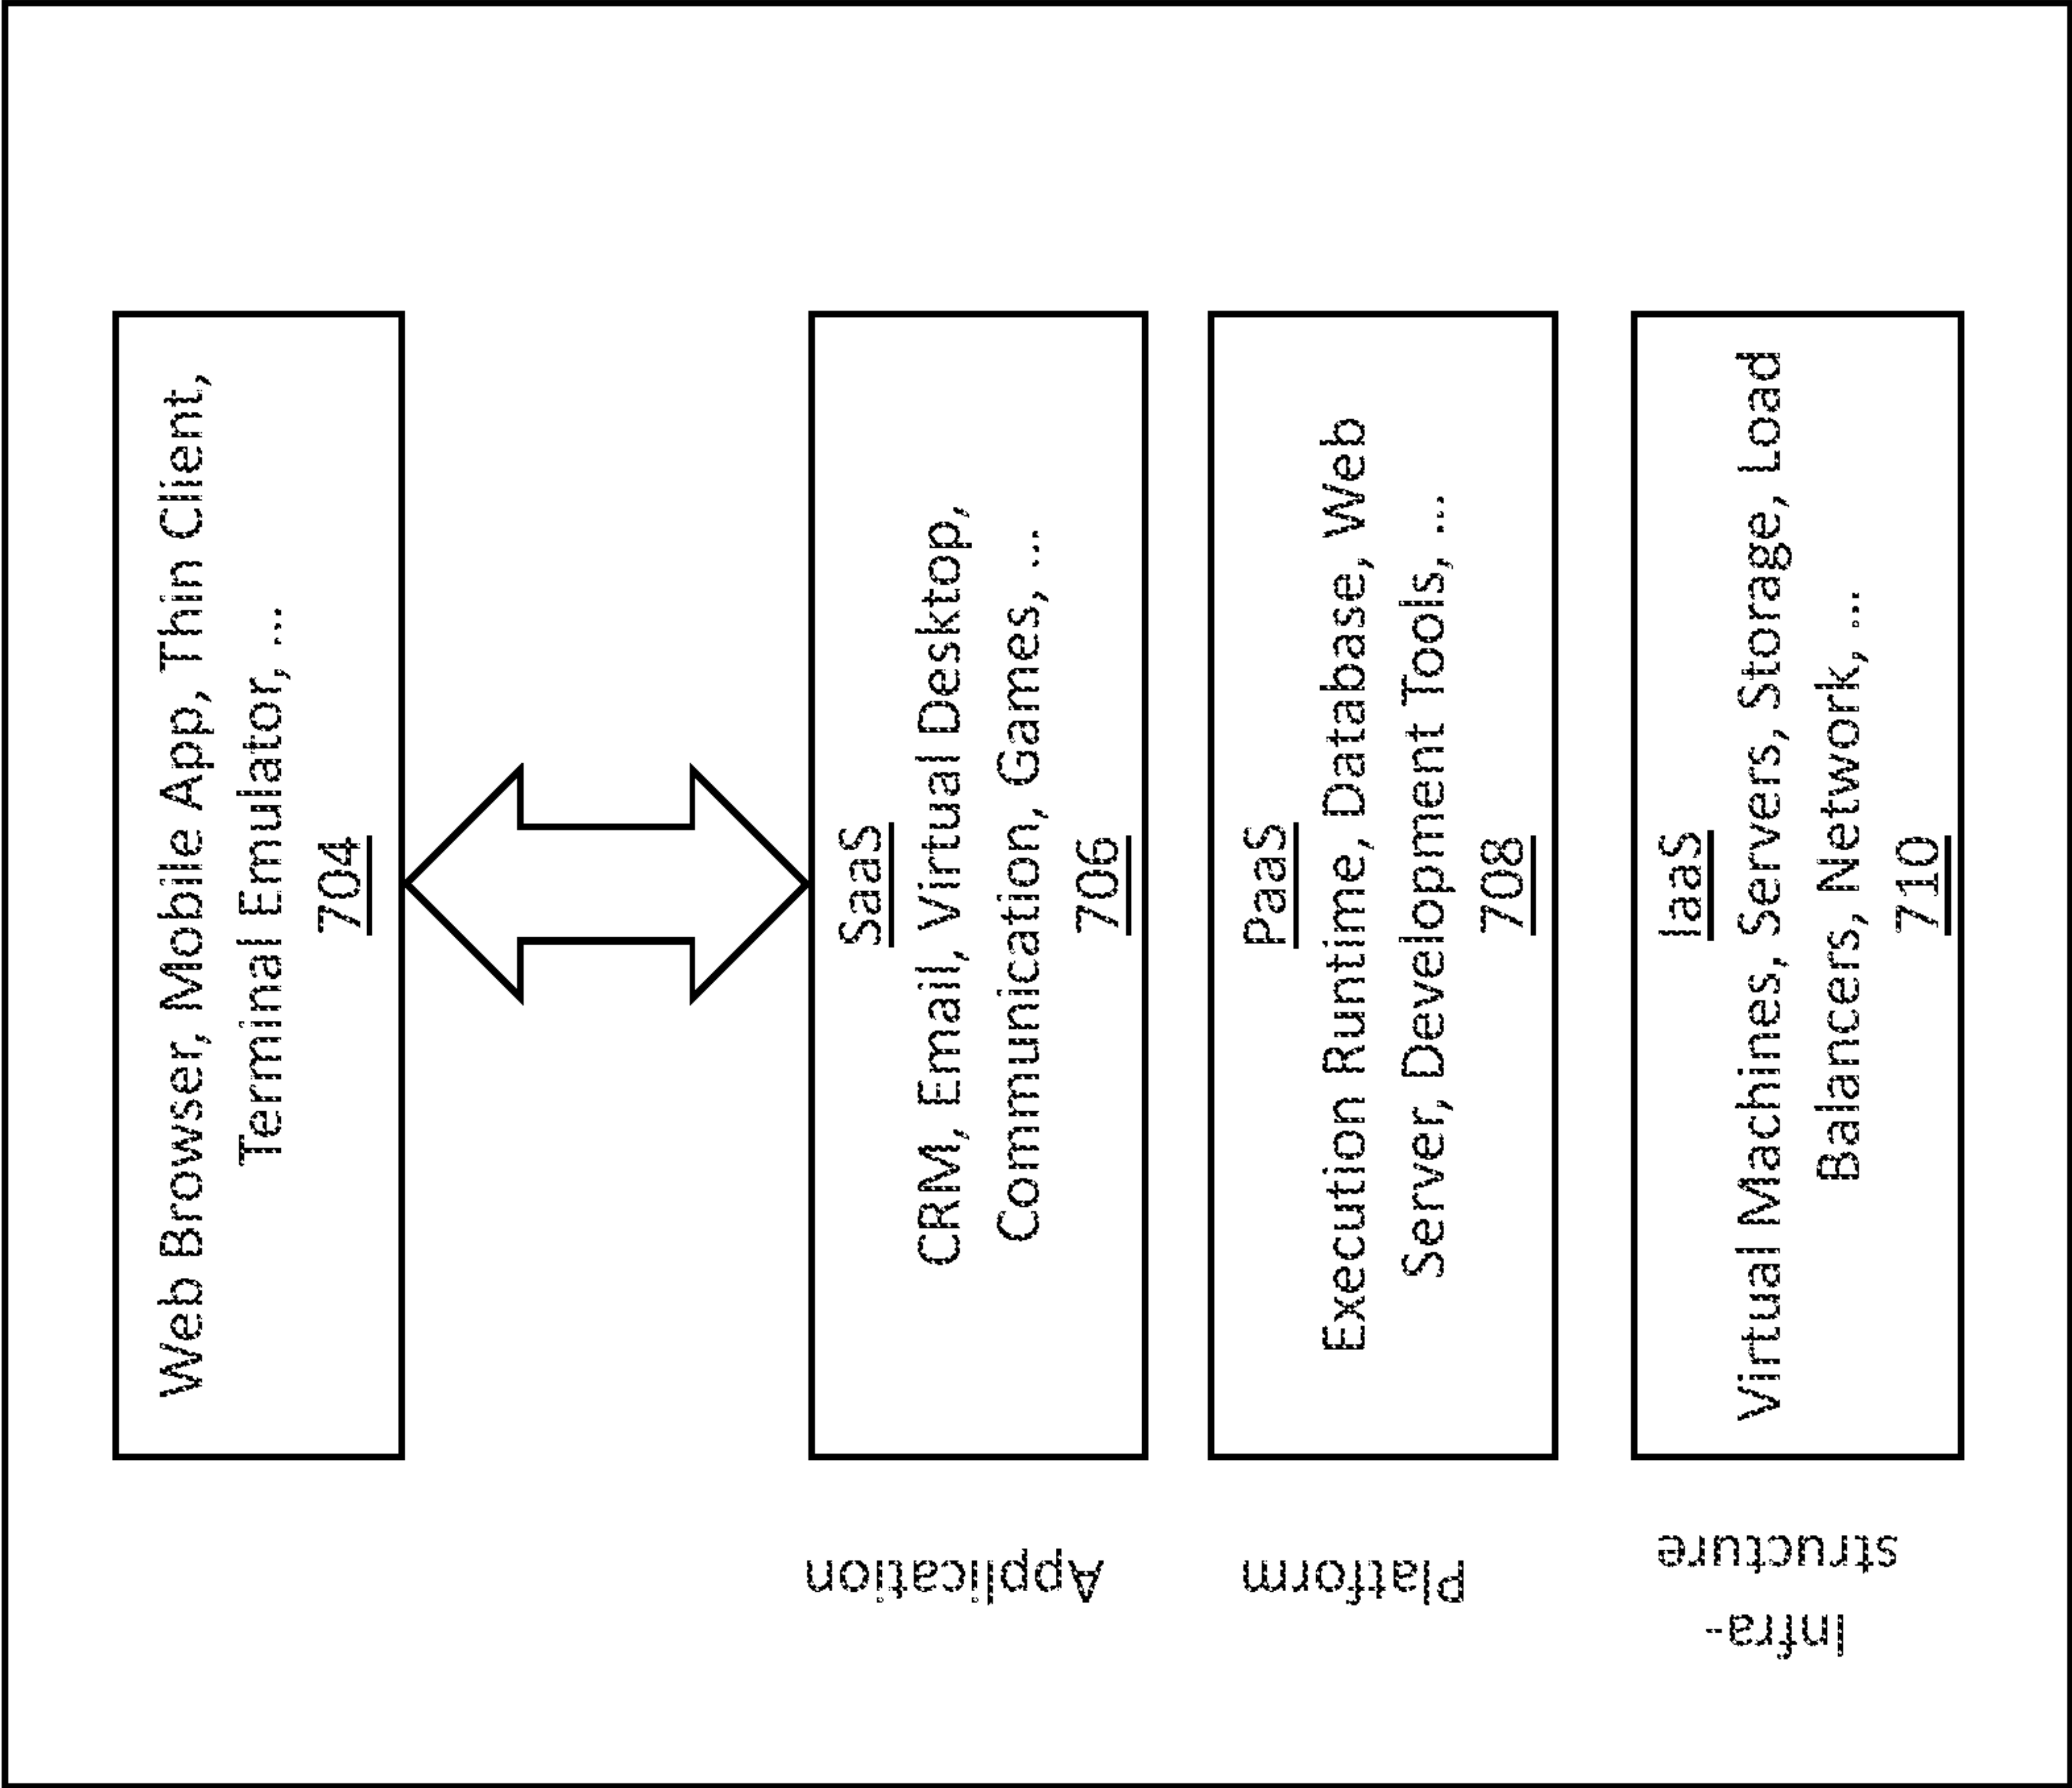 Web Browser, Mobile App, Thin Client,
Terminal Emulator, ...
704
Application
SaaS
CRM, Email, Virtual Desktop,
Communication, Games, ...
706
Platform
PaaS
Execution Runtime, Database, Web
Server, Development Tools, ...
708
Infra-
structure
IaaS
Virtual Machines, Servers, Storage, Load
Balancers, Network, ...
710